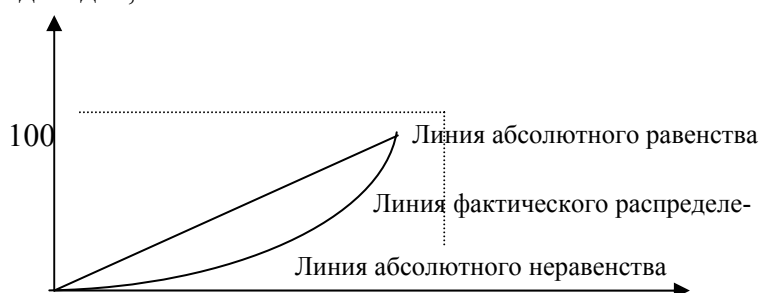 100
Линия абсолютного равенства
Линия фактического распределе-
Линия абсолютного неравенства